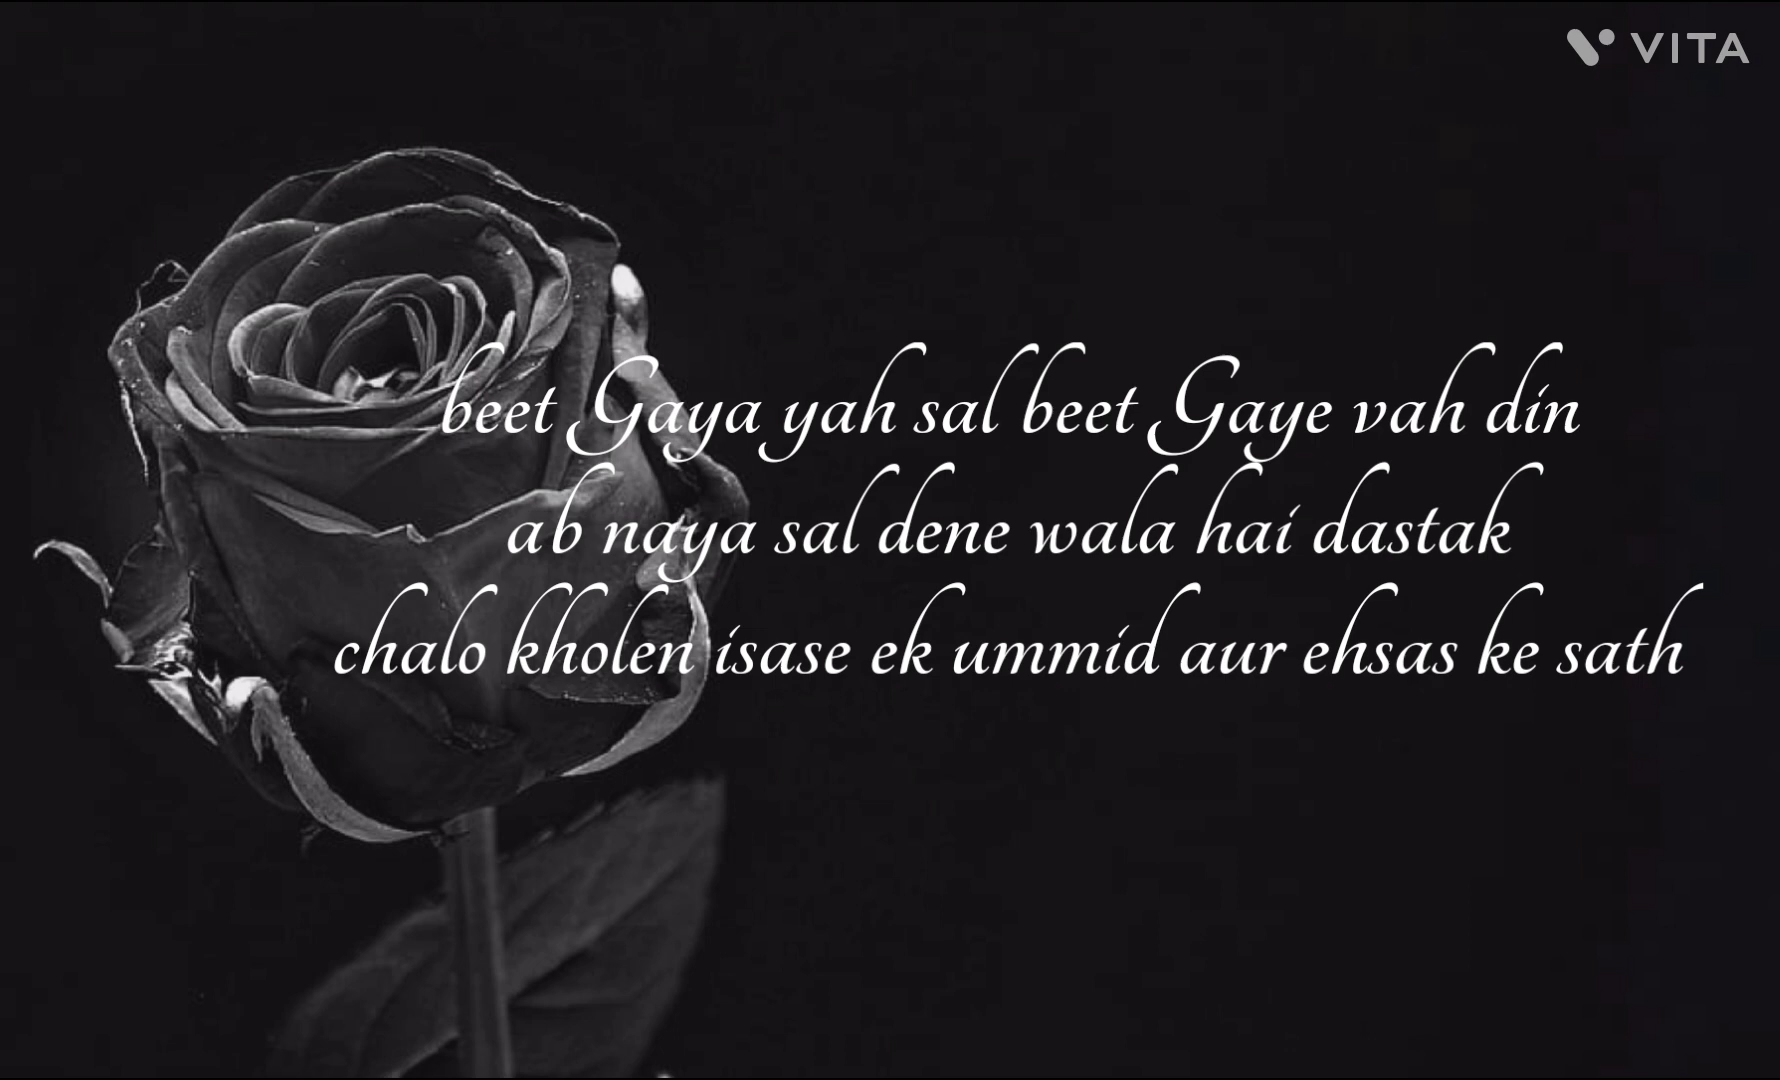 VITA
beet Gaya yah sal beet Gaye vah din
ab naya sal dene wala hai dastak
chalo kholen isase ek ummid aur ehsas ke sath